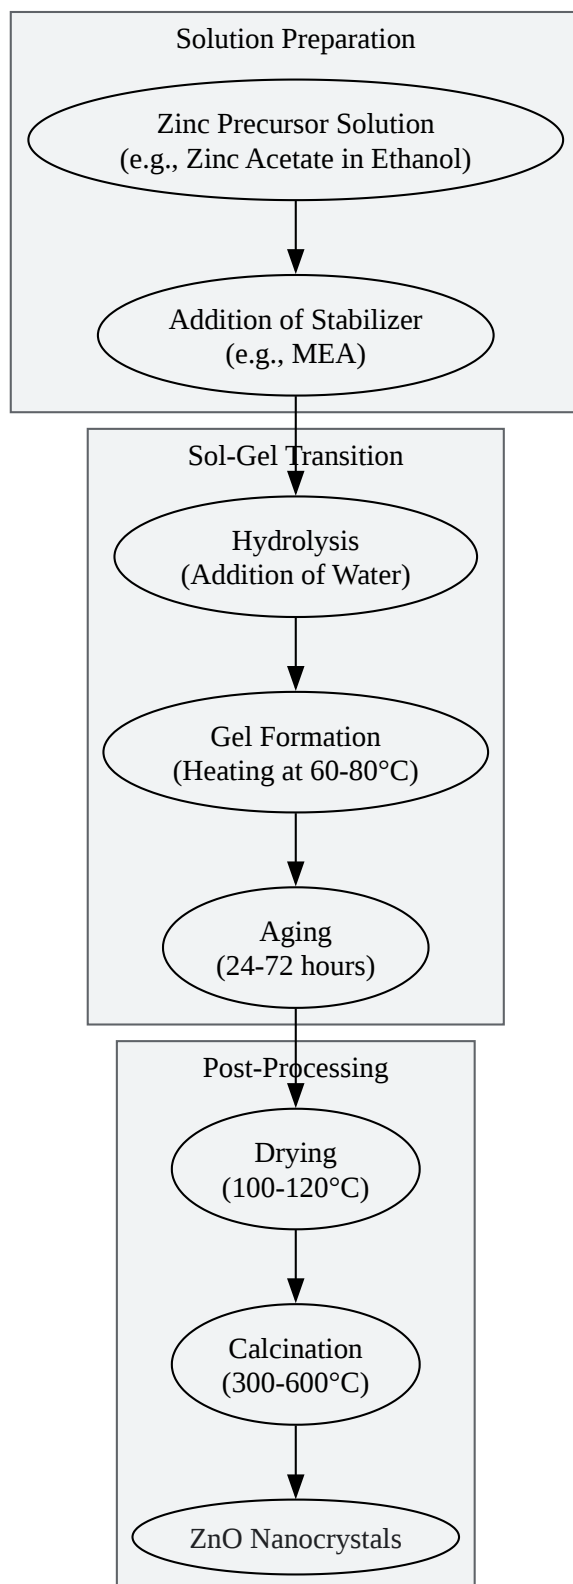 Solution Preparation
Zinc Precursor Solution
(e.g., Zinc Acetate in Ethanol)
Addition of Stabilizer
(e.g., MEA)
Sol-Gel Transition
Hydrolysis
(Addition of Water)
Gel Formation
(Heating at 60-80°C)
Aging
(24-72 hours)
Post-Processing
Drying
(100-120°C)
Calcination
(300-600°C)
ZnO Nanocrystals